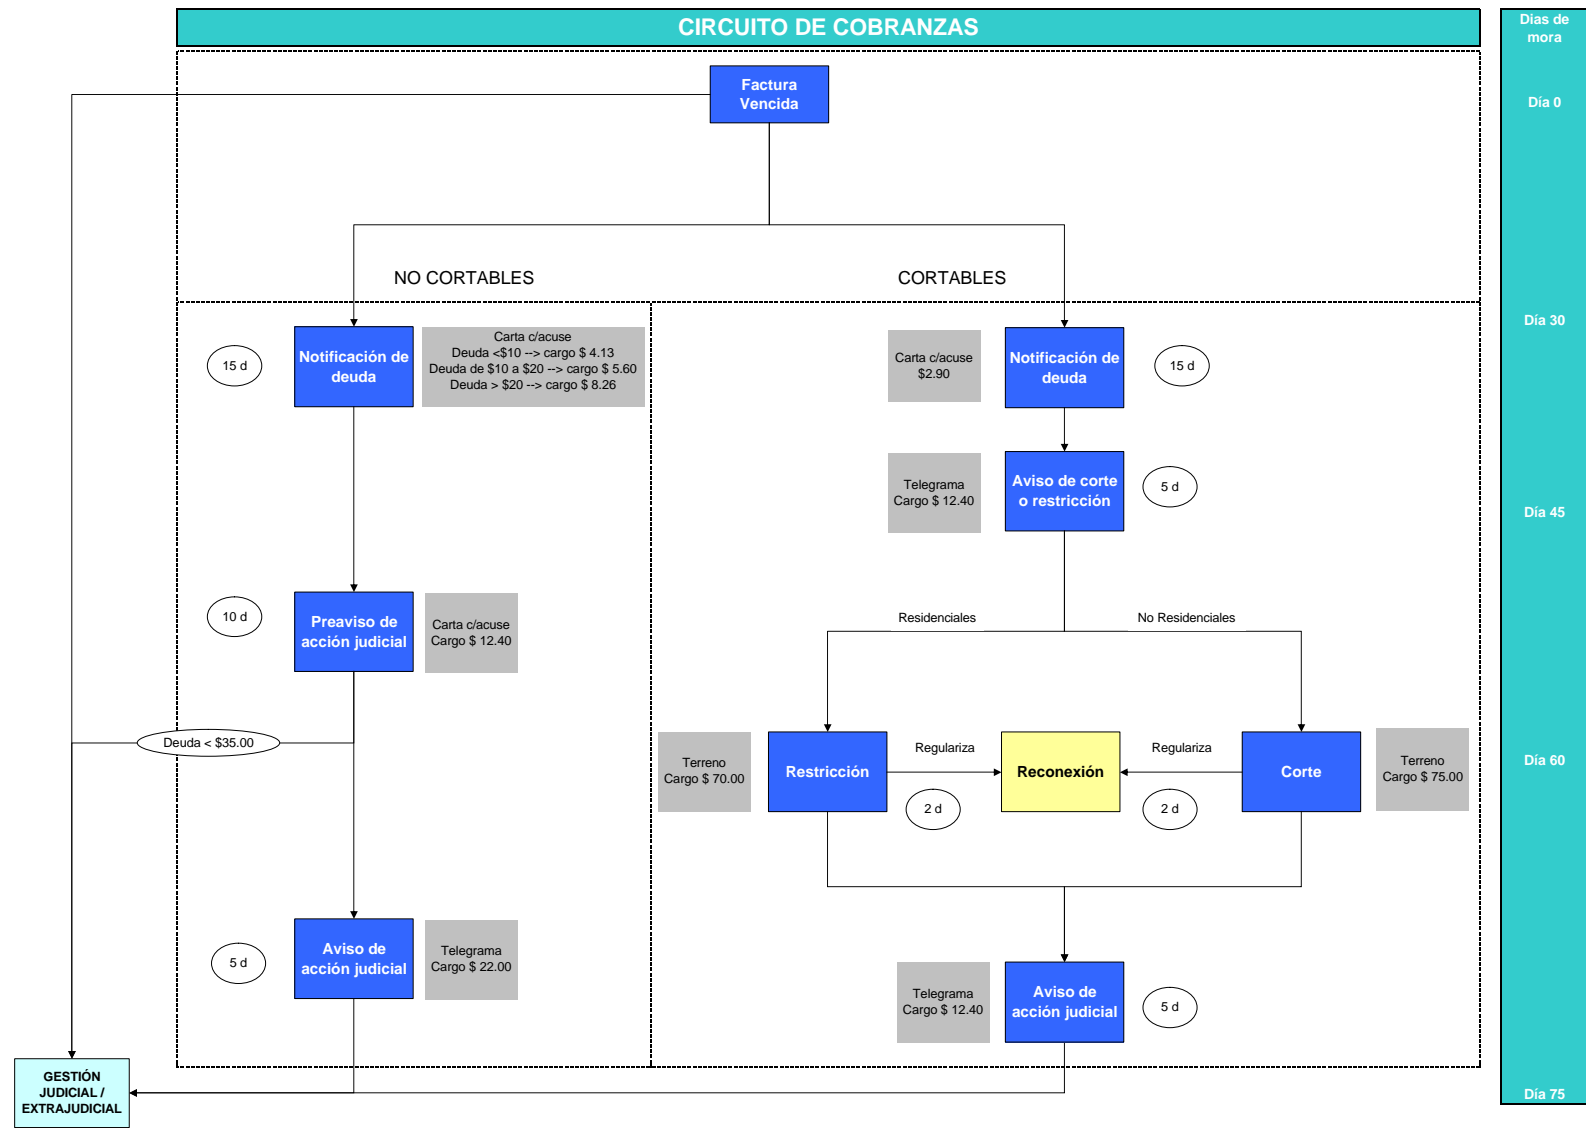 CIRCUITO DE COBRANZAS
Dias de
mora
Factura
Vencida
Día 0
NO CORTABLES
CORTABLES
Día 30
15 d
Notificación de
deuda
Carta c/acuse
Deuda <$10 --> cargo $ 4.13
Deuda de $10 a $20 --> cargo $ 5.60
Deuda > $20 --> cargo $ 8.26
Carta c/acuse
$2.90
Notificación de
deuda
15 d
Telegrama
Cargo $ 12.40
Aviso de corte
o restricción
5 d
Día 45
10 d
Preaviso de
acción judicial
Carta c/acuse
Cargo $ 12.40
Residenciales
No Residenciales
Deuda < $35.00
Terreno
Cargo $ 70.00
Restricción
Regulariza
2 d
Reconexión
Regulariza
2 d
Corte
Terreno
Cargo $ 75.00
Día 60
5 d
Aviso de
acción judicial
Telegrama
Cargo $ 22.00
Telegrama
Cargo $ 12.40
Aviso de
acción judicial
5 d
GESTIÓN
JUDICIAL /
EXTRAJUDICIAL
Día 75